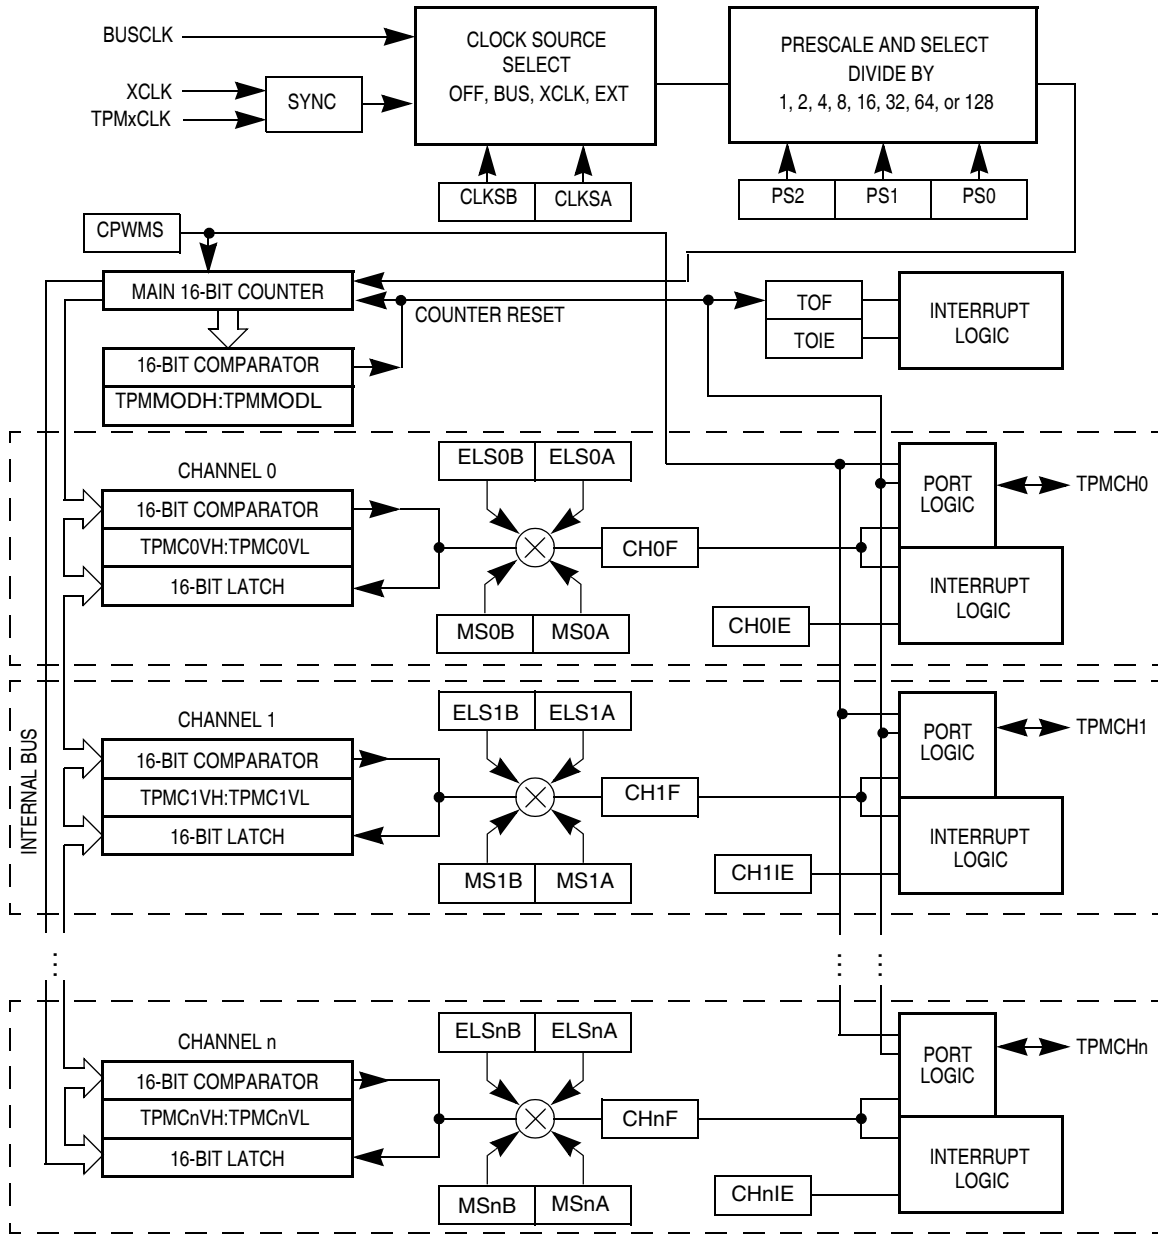 BUSCLK
CLOCK SOURCE
SELECT
OFF, BUS, XCLK, EXT
PRESCALE AND SELECT
DIVIDE BY
1, 2, 4, 8, 16, 32, 64, or 128
XCLK
TPMxCLK
SYNC
CLKSB
CLKSA
PS2
PS1
PS0
CPWMS
MAIN 16-BIT COUNTER
COUNTER RESET
TOF
TOIE
INTERRUPT
LOGIC
16-BIT COMPARATOR
TPMMODH:TPMMODL
INTERNAL BUS
CHANNEL 0
16-BIT COMPARATOR
TPMC0VH:TPMC0VL
16-BIT LATCH
ELS0B
ELS0A
MS0B
MS0A
CH0F
CH0IE
PORT
LOGIC
TPMCH0
INTERRUPT
LOGIC
CHANNEL 1
16-BIT COMPARATOR
TPMC1VH:TPMC1VL
16-BIT LATCH
ELS1B
ELS1A
MS1B
MS1A
CH1F
CH1IE
PORT
LOGIC
TPMCH1
INTERRUPT
LOGIC
CHANNEL n
16-BIT COMPARATOR
TPMCnVH:TPMCnVL
16-BIT LATCH
ELSnB
ELSnA
MSnB
MSnA
CHnF
CHnIE
PORT
LOGIC
TPMCHn
INTERRUPT
LOGIC